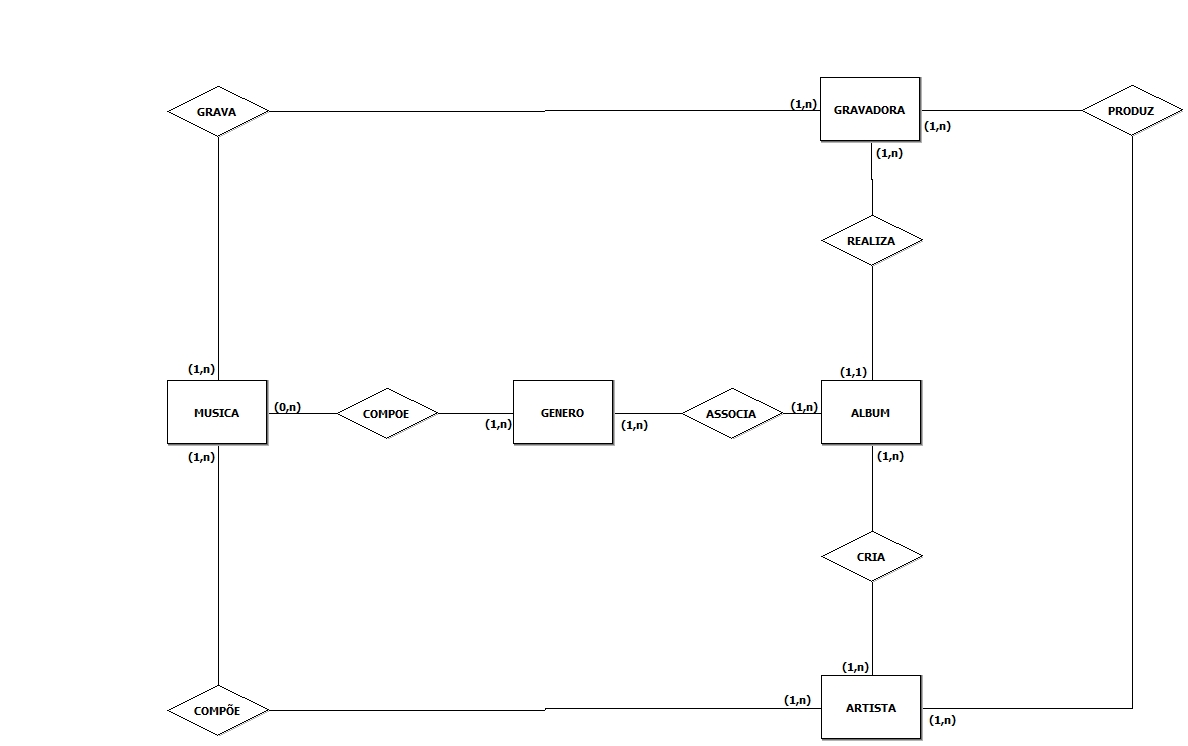 GRAVA
(1,n)
GRAVADORA
(1,n)
PRODUZ
(1,n)
REALIZA
(1,n)
(1,1)
MUSICA
(0,n)
COMPOE
(1,n)
GENERO
(1,n)
ASSOCIA
(1,n)
ALBUM
(1,n)
(1,n)
CRIA
(1,n)
COMPÕE
(1,n)
ARTISTA
(1,n)